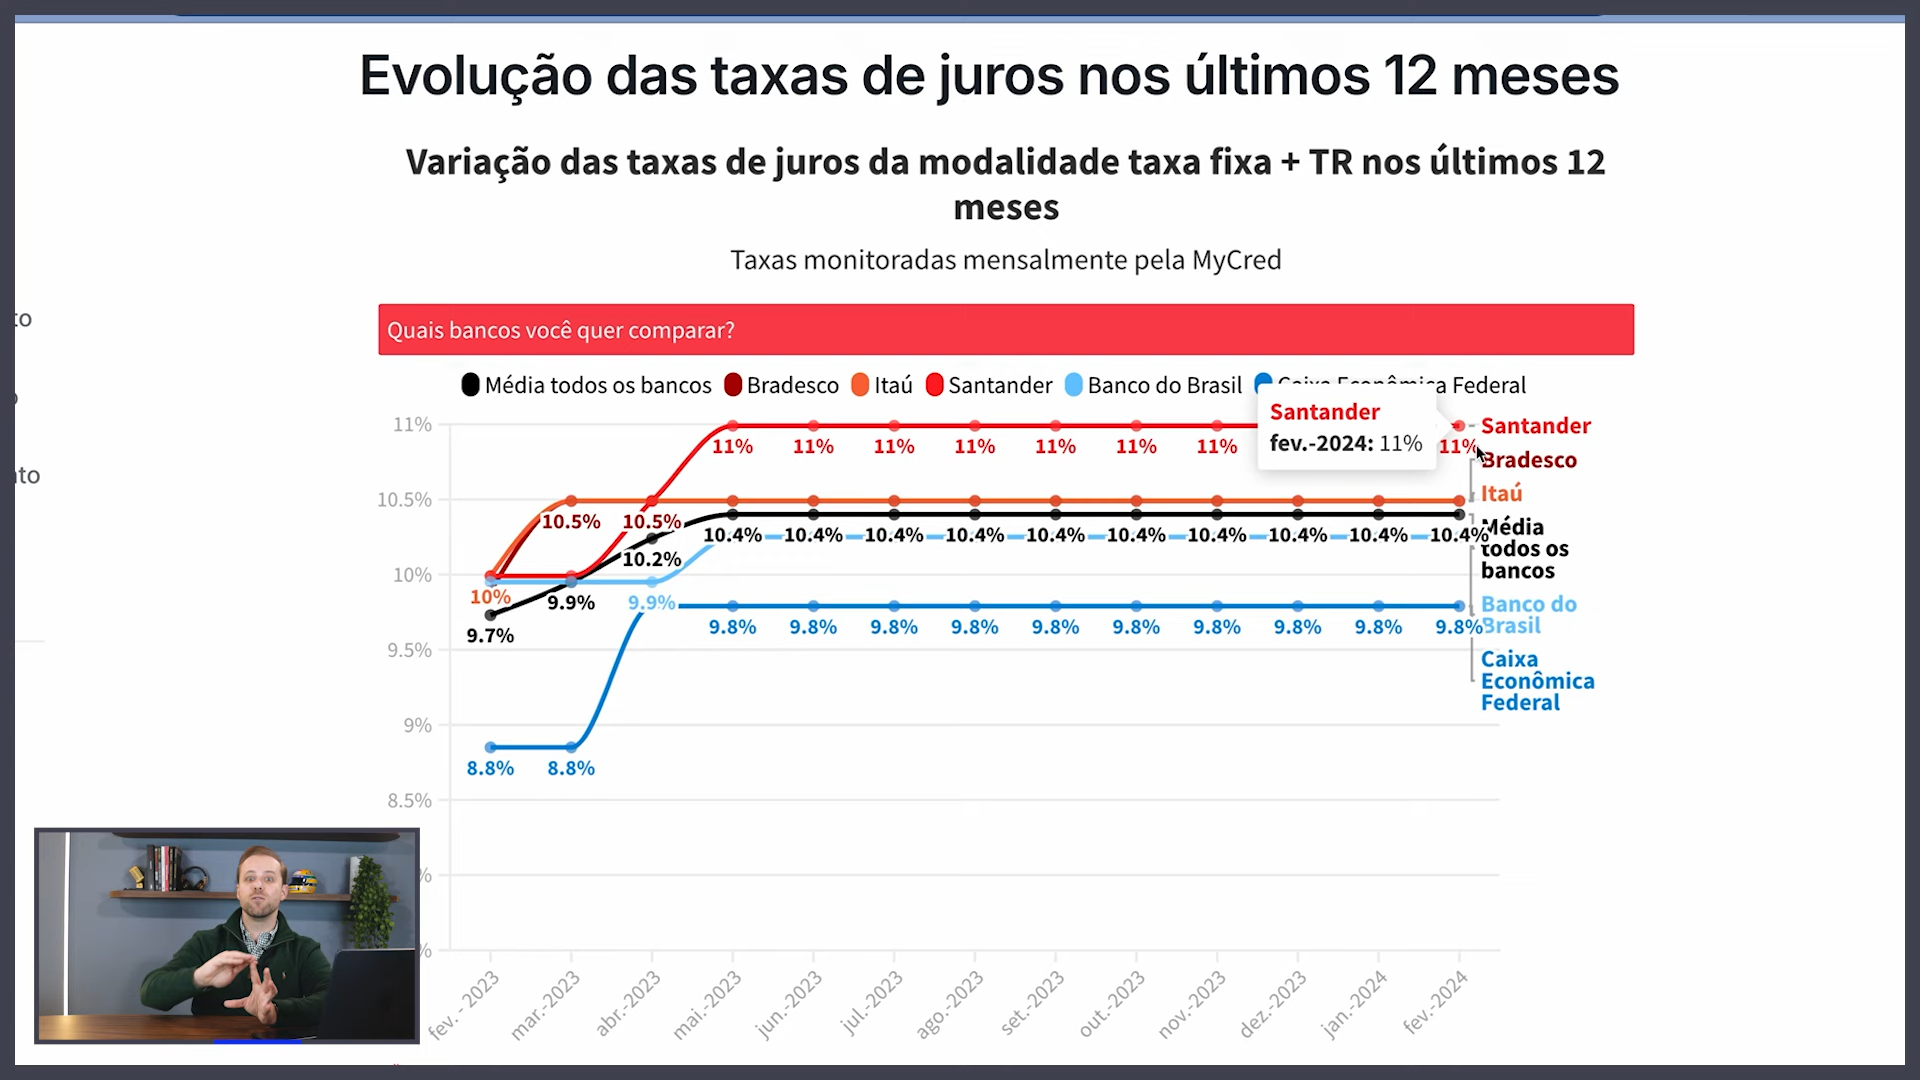 Evolução das taxas de juros nos últimos 12 meses
Variação das taxas de juros da modalidade taxa fixa + TR nos últimos 12
meses
Taxas monitoradas mensalmente pela MyCred
to
nto
Quais bancos você quer comparar?
Média todos os bancos Bradesco Itaú Santander Banco do Brasil Caixa Econômica Federal
Santander
fev.-2024: 11%
11%
10.5%
10%
9.5%
9%
8.5%
%
%
11% 11% 11% 11% 11% 11% 11% 11%
10.5% 10.5%
10.4% 10.4% 10.4% 10.4% 10.4% 10.4% 10.4% 10.4% 10.4% 10.4%
10.2%
10% 9.9% 9.9%
9.7%
9.8% 9.8% 9.8% 9.8% 9.8% 9.8% 9.8% 9.8% 9.8% 9.8%
8.8% 8.8%
Santander
Bradesco
Itaú
Média
todos os
bancos
Banco do
Brasil
Caixa
Econômica
Federal
fev. - 2023 mar.-2023 abr.-2023 mai.-2023 jun.-2023 jul.-2023 ago.-2023 set.-2023 out.-2023 nov.-2023 dez.-2023 jan.-2024 fev.-2024